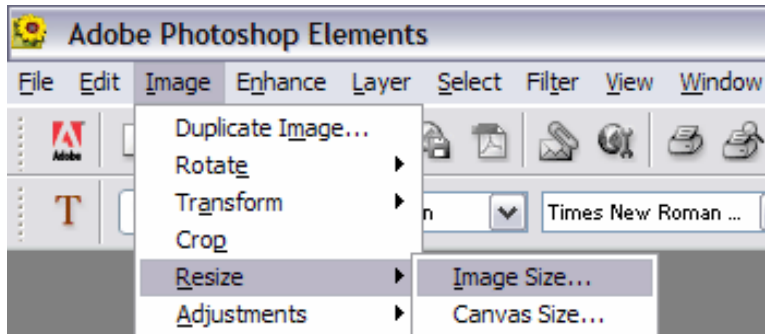 Adobe Photoshop Elements
File Edit Image Enhance Layer Select Filter View Window
Adobe
Duplicate Image...
Rotate
T
Transform
n
Times New Roman ...
Crop
Resize
Image Size...
Adjustments
Canvas Size...